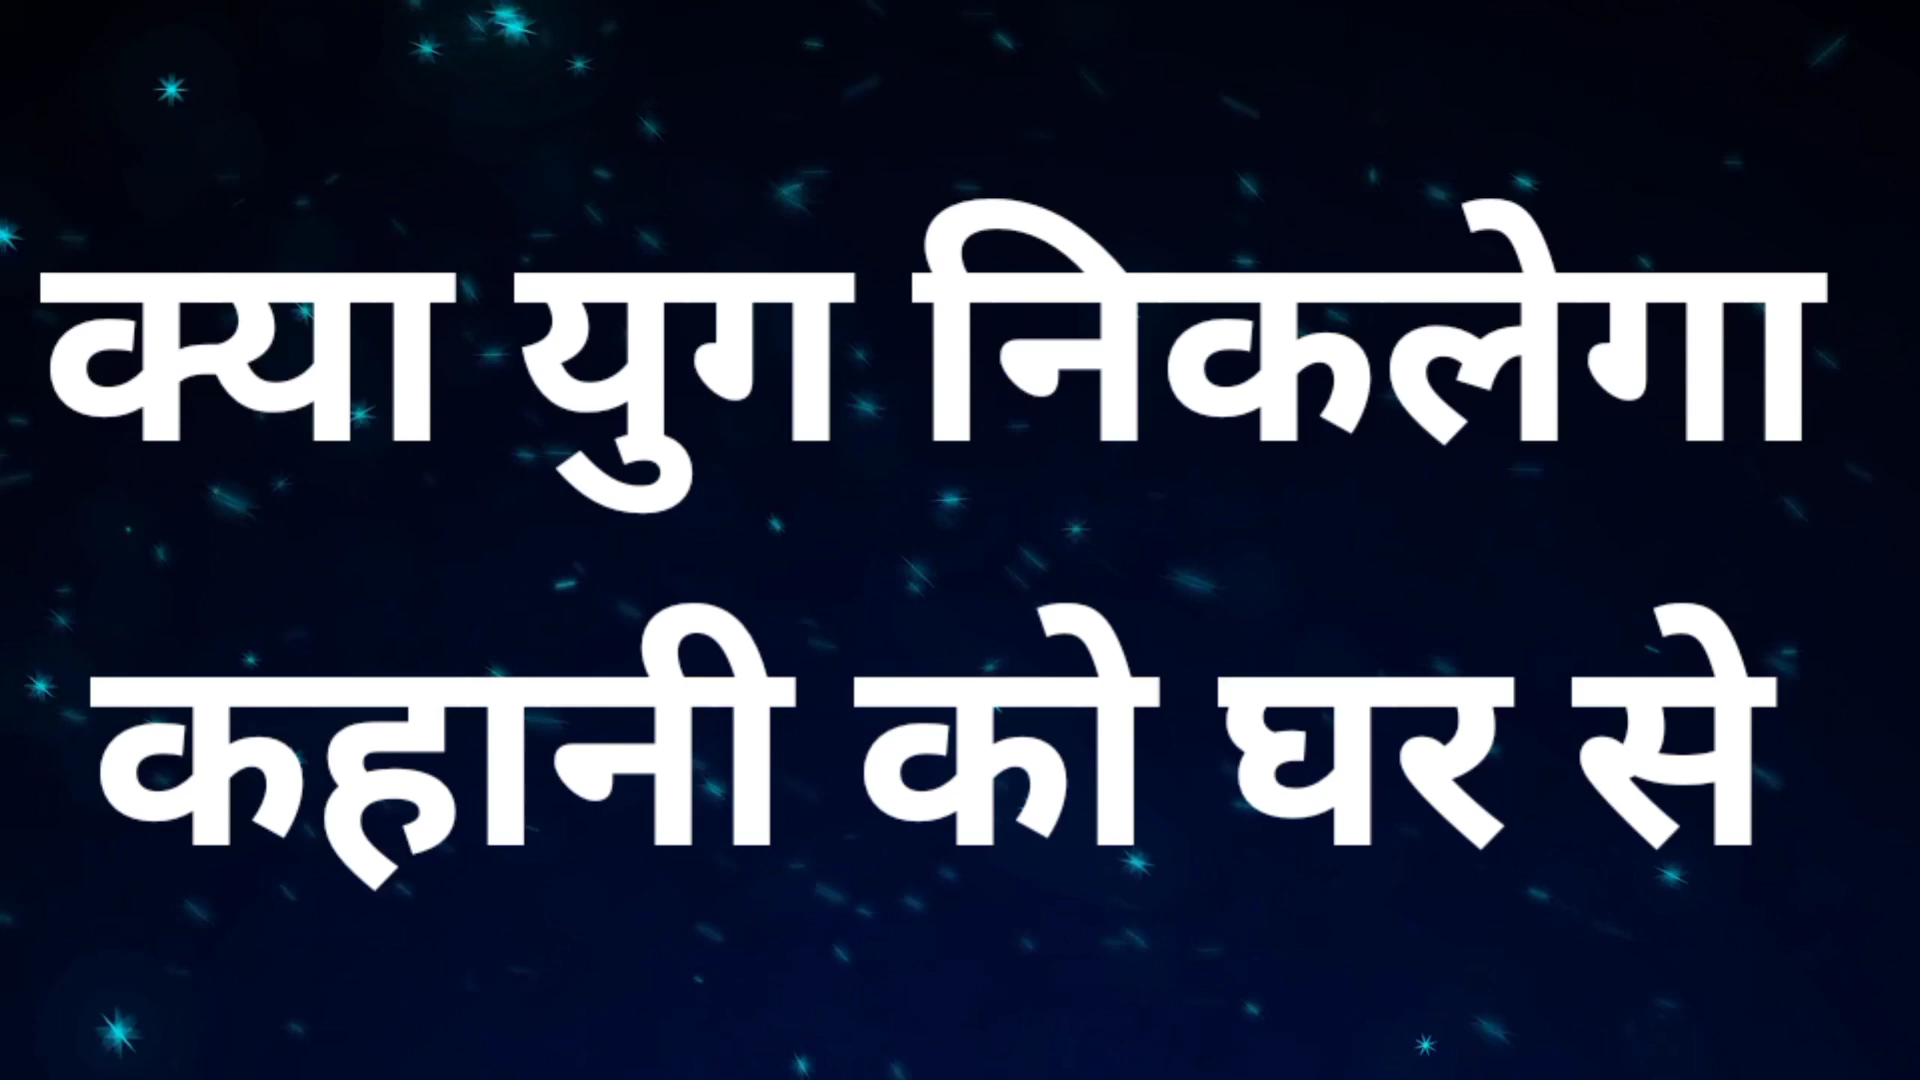 क्या युग निकलेगा
कहानी को घर से